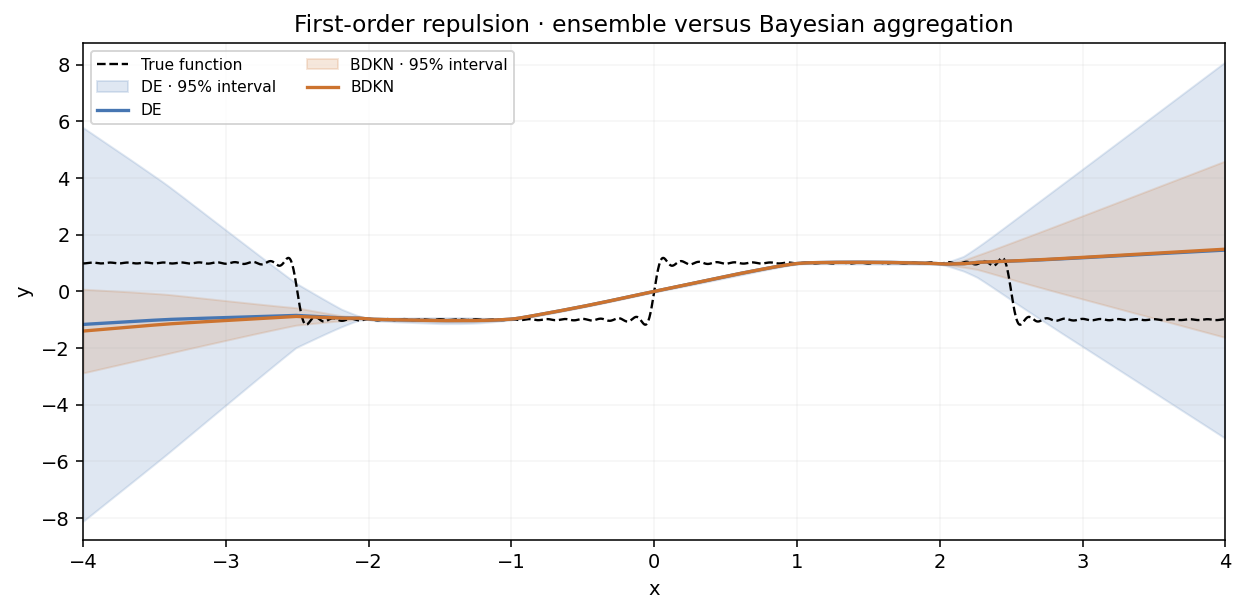 First-order repulsion · ensemble versus Bayesian aggregation
True function
DE · 95% interval
DE
BDKN · 95% interval
BDKN
8
6
4
2
0
−2
−4
−6
−8
y
−4 −3 −2 −1 0 1 2 3 4
x